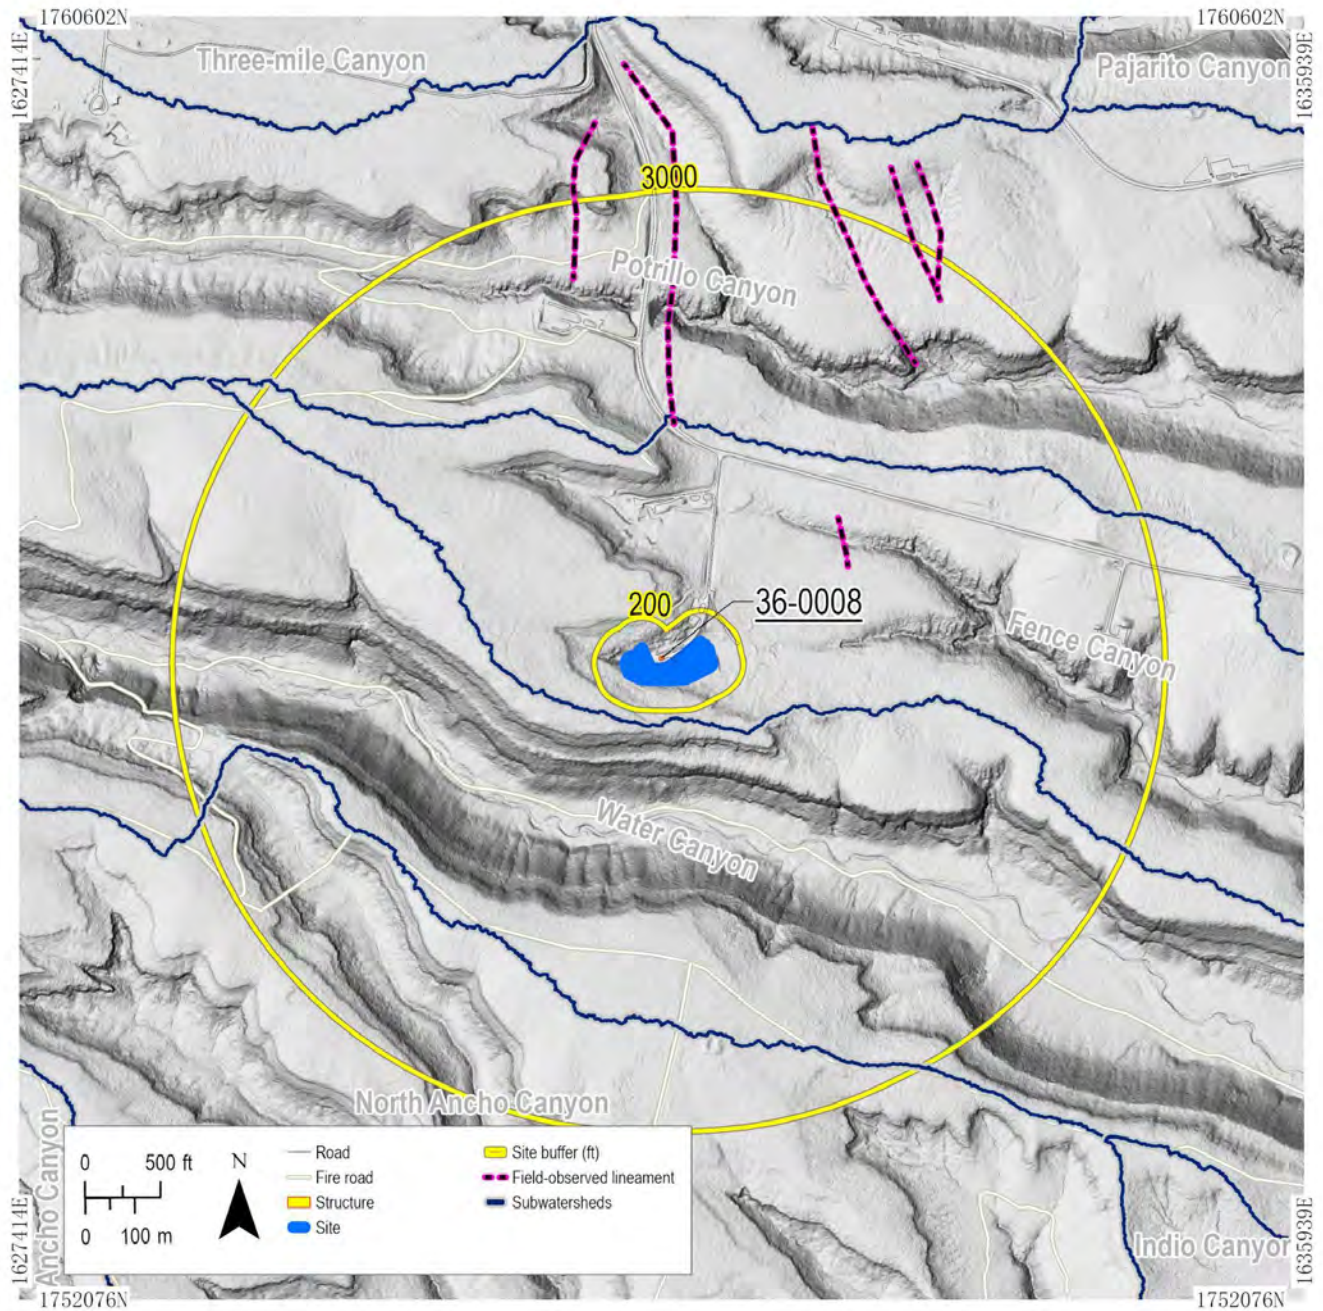 1760602N
1760602N
1627414E
1635939E
Three-mile Canyon
Pajarito Canyon
3000
Potrillo Canyon
200
36-0008
Fence Canyon
Water Canyon
North Ancho Canyon
Ancho Canyon
Indio Canyon
0 500 ft
0 100 m
N
Road
Fire road
Structure
Site
Site buffer (ft)
Field-observed lineament
Subwatersheds
1627414E
1635939E
1752076N
1752076N